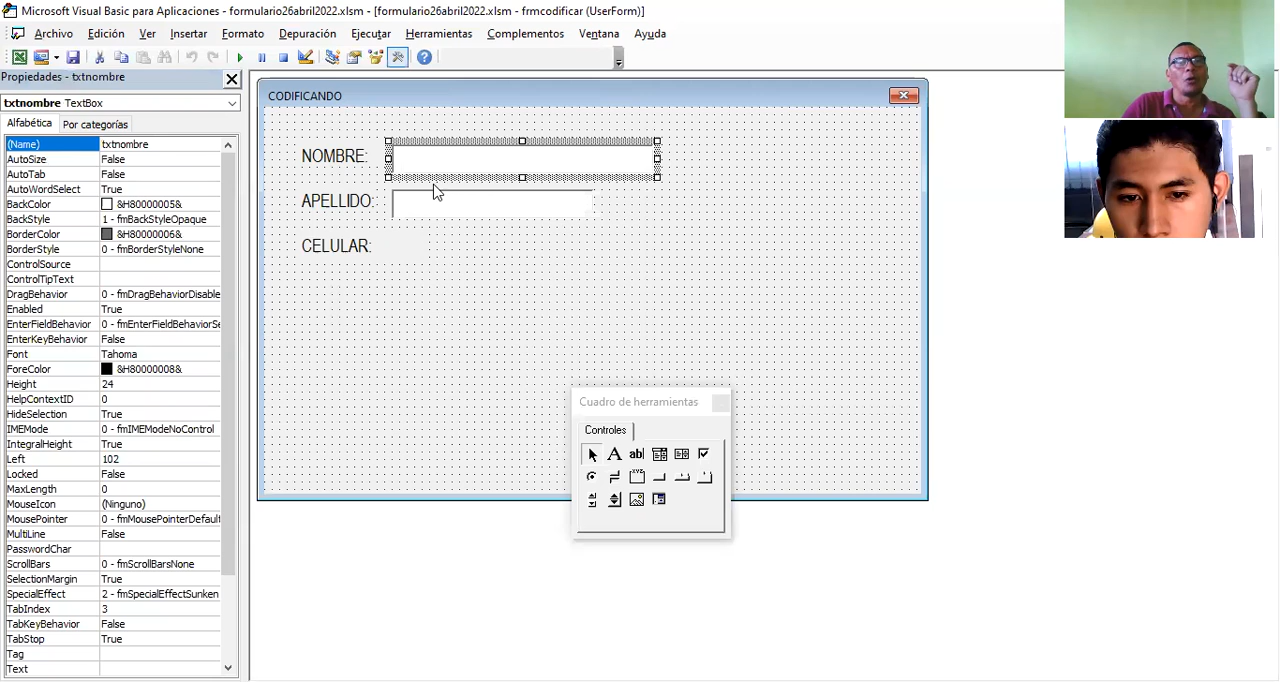 Microsoft Visual Basic para Aplicaciones - formulario26abril2022.xlsm - [formulario26abril2022.xlsm - frmcodificar (UserForm)]
Archivo Edición Ver Insertar Formato Depuración Ejecutar Herramientas Complementos Ventana Ayuda
Propiedades - txtnombre
txtnombre TextBox
Alfabética Por categorías
(Name) txtnombre
AutoSize False
AutoTab False
AutoWordSelect True
BackColor &H80000005&
BackStyle 1 - fmBackStyleOpaque
BorderColor &H80000006&
BorderStyle 0 - fmBorderStyleNone
ControlSource
ControlTipText
DragBehavior 0 - fmDragBehaviorDisable
Enabled True
EnterFieldBehavior 0 - fmEnterFieldBehaviorSe
EnterKeyBehavior False
Font Tahoma
ForeColor &H80000008&
Height 24
HelpContextID 0
HideSelection True
IMEMode 0 - fmIMEModeNoControl
IntegralHeight True
Left 102
Locked False
MaxLength 0
MouseIcon (Ninguno)
MousePointer 0 - fmMousePointerDefault
MultiLine False
PasswordChar
ScrollBars 0 - fmScrollBarsNone
SelectionMargin True
SpecialEffect 2 - fmSpecialEffectSunken
TabIndex 3
TabKeyBehavior False
TabStop True
Tag
Text
CODIFICANDO
NOMBRE:
APELLIDO:
CELULAR:
Cuadro de herramientas
Controles
A ab|